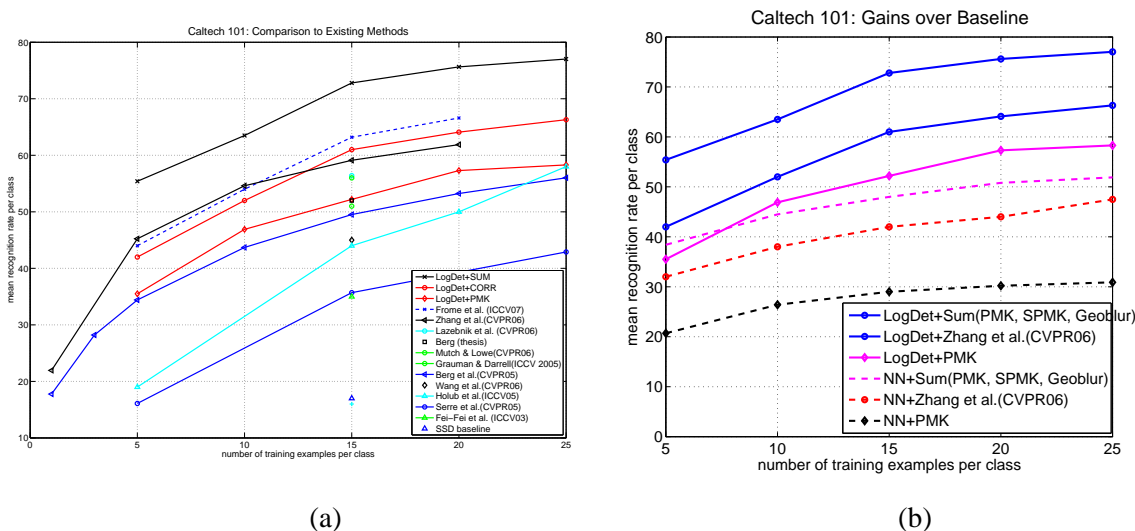 Caltech 101: Comparison to Existing Methods
80
70
60
50
40
30
20
10
mean recognition rate per class
0
5
10
15
20
25
number of training examples per class
LogDet+SUM
LogDet+CORR
LogDet+PMK
Frome et al. (ICCV07)
Zhang et al.(CVPR06)
Lazebnik et al. (CVPR06)
Berg (thesis)
Mutch & Lowe(CVPR06)
Grauman & Darrell(ICCV 2005)
Berg et al.(CVPR05)
Wang et al.(CVPR06)
Holub et al.(ICCV05)
Serre et al.(CVPR05)
Fei−Fei et al. (ICCV03)
SSD baseline
(a)
Caltech 101: Gains over Baseline
80
70
60
50
40
30
20
10
0
mean recognition rate per class
5
10
15
20
25
number of training examples per class
LogDet+Sum(PMK, SPMK, Geoblur)
LogDet+Zhang et al.(CVPR06)
LogDet+PMK
NN+Sum(PMK, SPMK, Geoblur)
NN+Zhang et al.(CVPR06)
NN+PMK
(b)